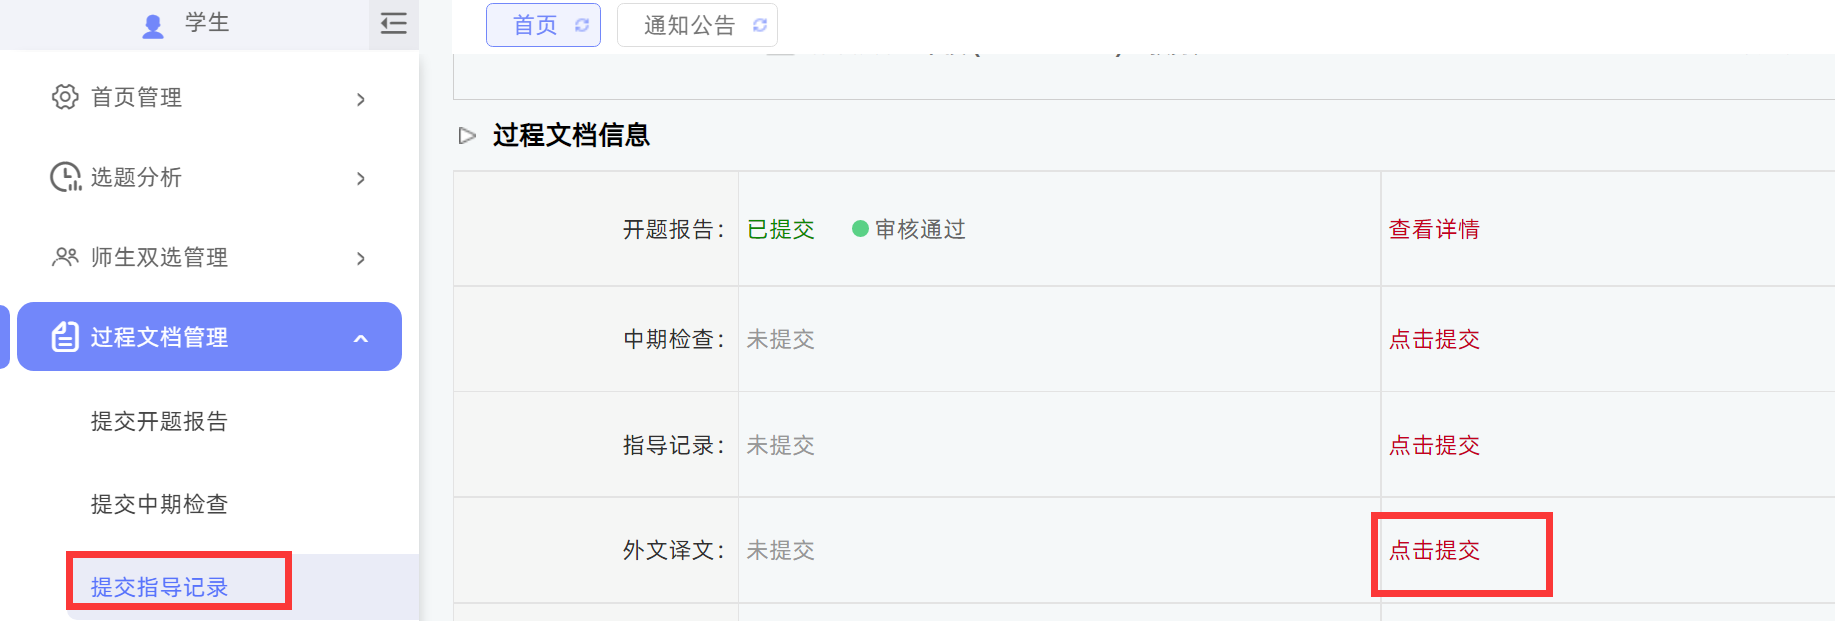 学生
首页
通知公告
首页管理
选题分析
师生双选管理
过程文档管理
提交开题报告
提交中期检查
提交指导记录
过程文档信息
开题报告： 已提交 审核通过 查看详情
中期检查： 未提交 点击提交
指导记录： 未提交 点击提交
外文译文： 未提交 点击提交